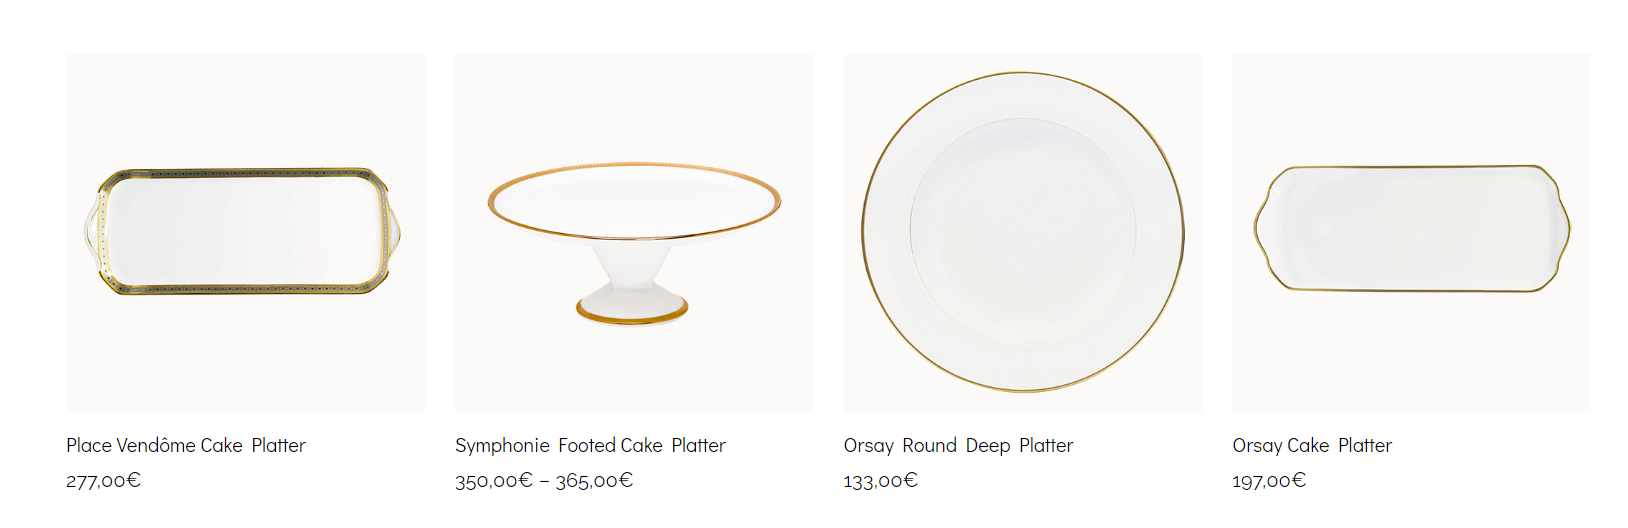 Place Vendôme Cake Platter
277,00€
Symphonie Footed Cake Platter
350,00€ – 365,00€
Orsay Round Deep Platter
133,00€
Orsay Cake Platter
197,00€